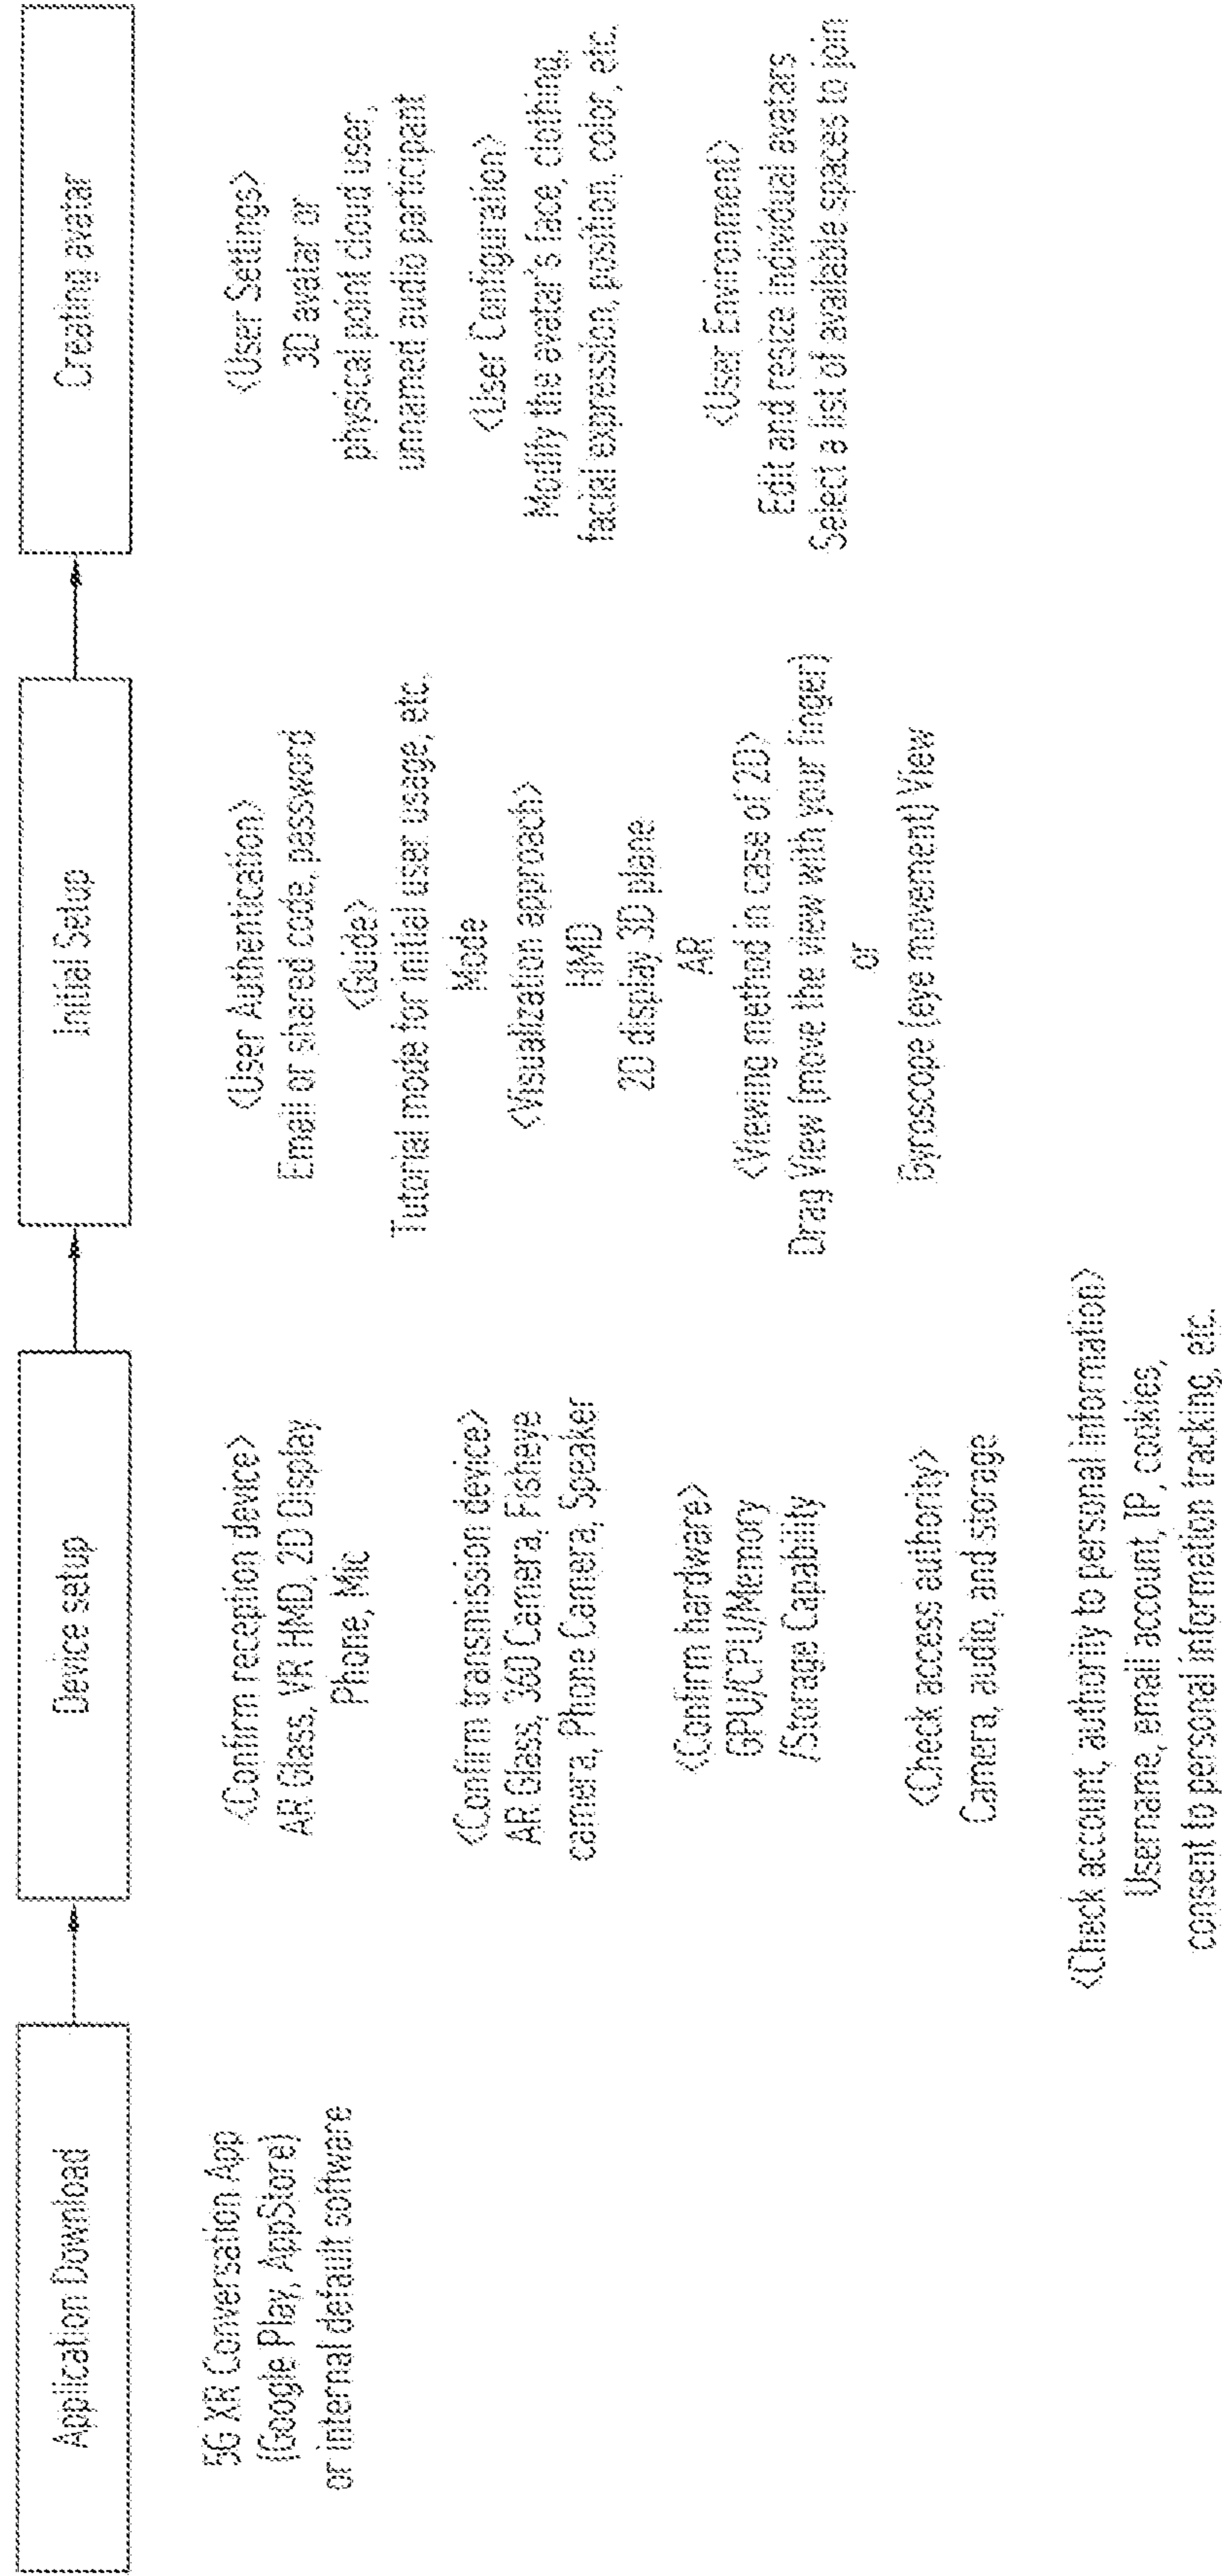 Application Download
5G XR Conversation App
(Google Play, AppStore)
or internal default software
Device setup
<Confirm reception device>
AR Glass, VR HMD, 2D Display
Phone, Mic
<Confirm transmission device>
AR Glass, 360 Camera, Fisheye
camera, Phone Camera, Speaker
<Confirm hardware>
GPU/CPU/Memory
/Storage Capability
<Check access authority>
Camera, audio, and storage
<Check account, authority to personal information>
Username, email account, IP, cookies,
consent to personal information tracking, etc.
Initial Setup
<User Authentication>
Email or shared code, password
<Guide>
Tutorial mode for initial user usage, etc.
Mode
<Visualization approach>
HMD
2D display 3D plane
AR
<Viewing method in case of 2D>
Drag View (move the view with your finger)
or
Gyroscope (eye movement) View
Creating avatar
<User Settings>
3D avatar or
physical point cloud user,
unnamed audio participant
<User Configuration>
Modify the avatar's face, clothing,
facial expression, position, color, etc.
<User Environment>
Edit and resize individual avatars
Select a list of available spaces to join